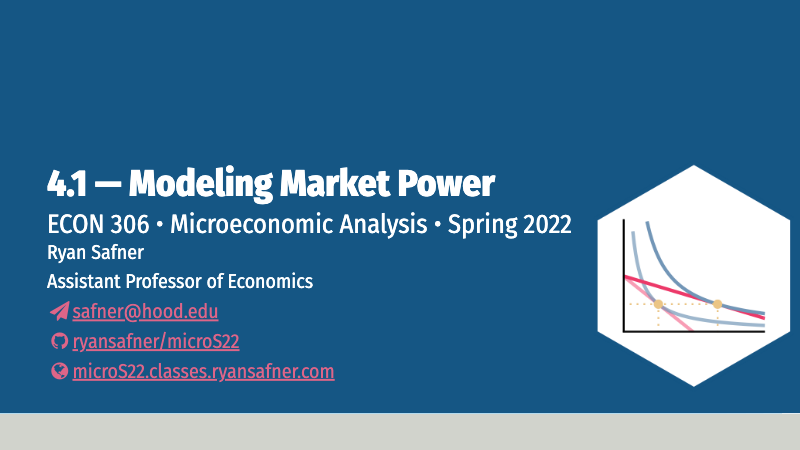 4.1 — Modeling Market Power
ECON 306 • Microeconomic Analysis • Spring 2022
Ryan Safner
Assistant Professor of Economics
safner@hood.edu
ryansafner/microS22
microS22.classes.ryansafner.com